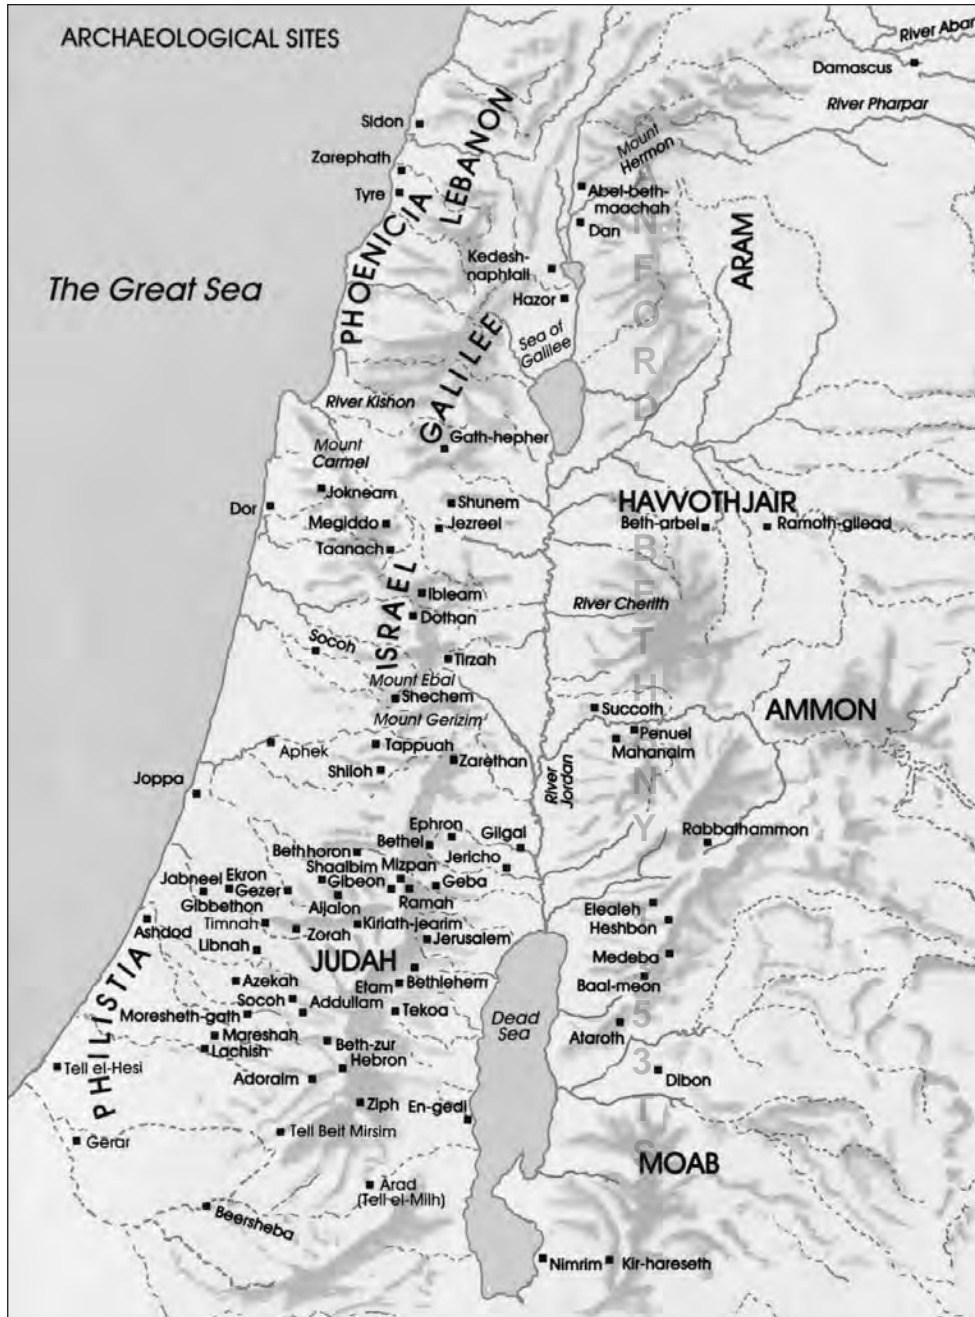 ARCHAEOLOGICAL SITES
River Abar
Damascus
River Pharpar
Sidon
LEBANON
Mount
Hermon
Zarephath
Tyre
Abel-beth-
maachah
PHOENICIA
Dan
ARAM
Kedesh-
naphtali
The Great Sea
Hazor
Sea of
Galilee
GALILEE
River Kishon
Gath-hepher
Mount
Carmel
Jokneam
HAVVOTHJAIR
Dor
Shunem
Megiddo
Jezreel
Beth-arbel
Ramoth-gilead
Taanach
ISRAEL
Ibleam
River Cherith
Dothan
Socoh
Tirzah
Mount Ebal
Shechem
Succoth
AMMON
Mount Gerizim
Penuel
Aphek
Tappuah
Mahanaim
Zarethan
Joppa
Shiloh
River
Jordan
Ephron
Gilgal
Rabbathammon
Bethel
Bethhoron
Jericho
Shaalbim
Mizpah
Jabneel
Ekron
Gibeon
Geba
Gezer
Ramah
Gibbethon
Aijalon
Elealeh
Timnah
Kiriath-jearim
Heshbon
Ashdod
Zorah
Jerusalem
Libnah
JUDAH
Medeba
PHILISTIA
Azekah
Etam
Bethlehem
Baal-meon
Socoh
Addullam
Moresheth-gath
Tekoa
Dead
Sea
Ataroth
Mareshah
Beth-zur
Lachish
Hebron
Tell el-Hesi
Adoraim
Dibon
Ziph
En-gedi
Gerar
Tell Beit Mirsim
MOAB
Arad
(Tell el-Milh)
Beersheba
Nimrim
Kir-hareseth